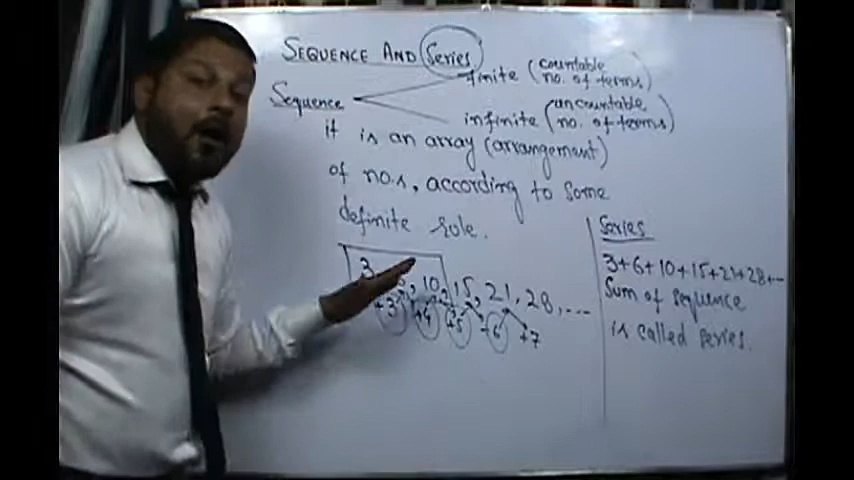 SEQUENCE AND Series
Sequence
finite (countable no. of terms)
infinite (uncountable no. of terms)
it is an array (arrangement)
of no.s, according to some
definite role.
3 , 10, 15, 21, 28, ...
+3 +4 +5 +6 +7
Series
3+6+10+15+21+28+...
Sum of sequence
is called series.